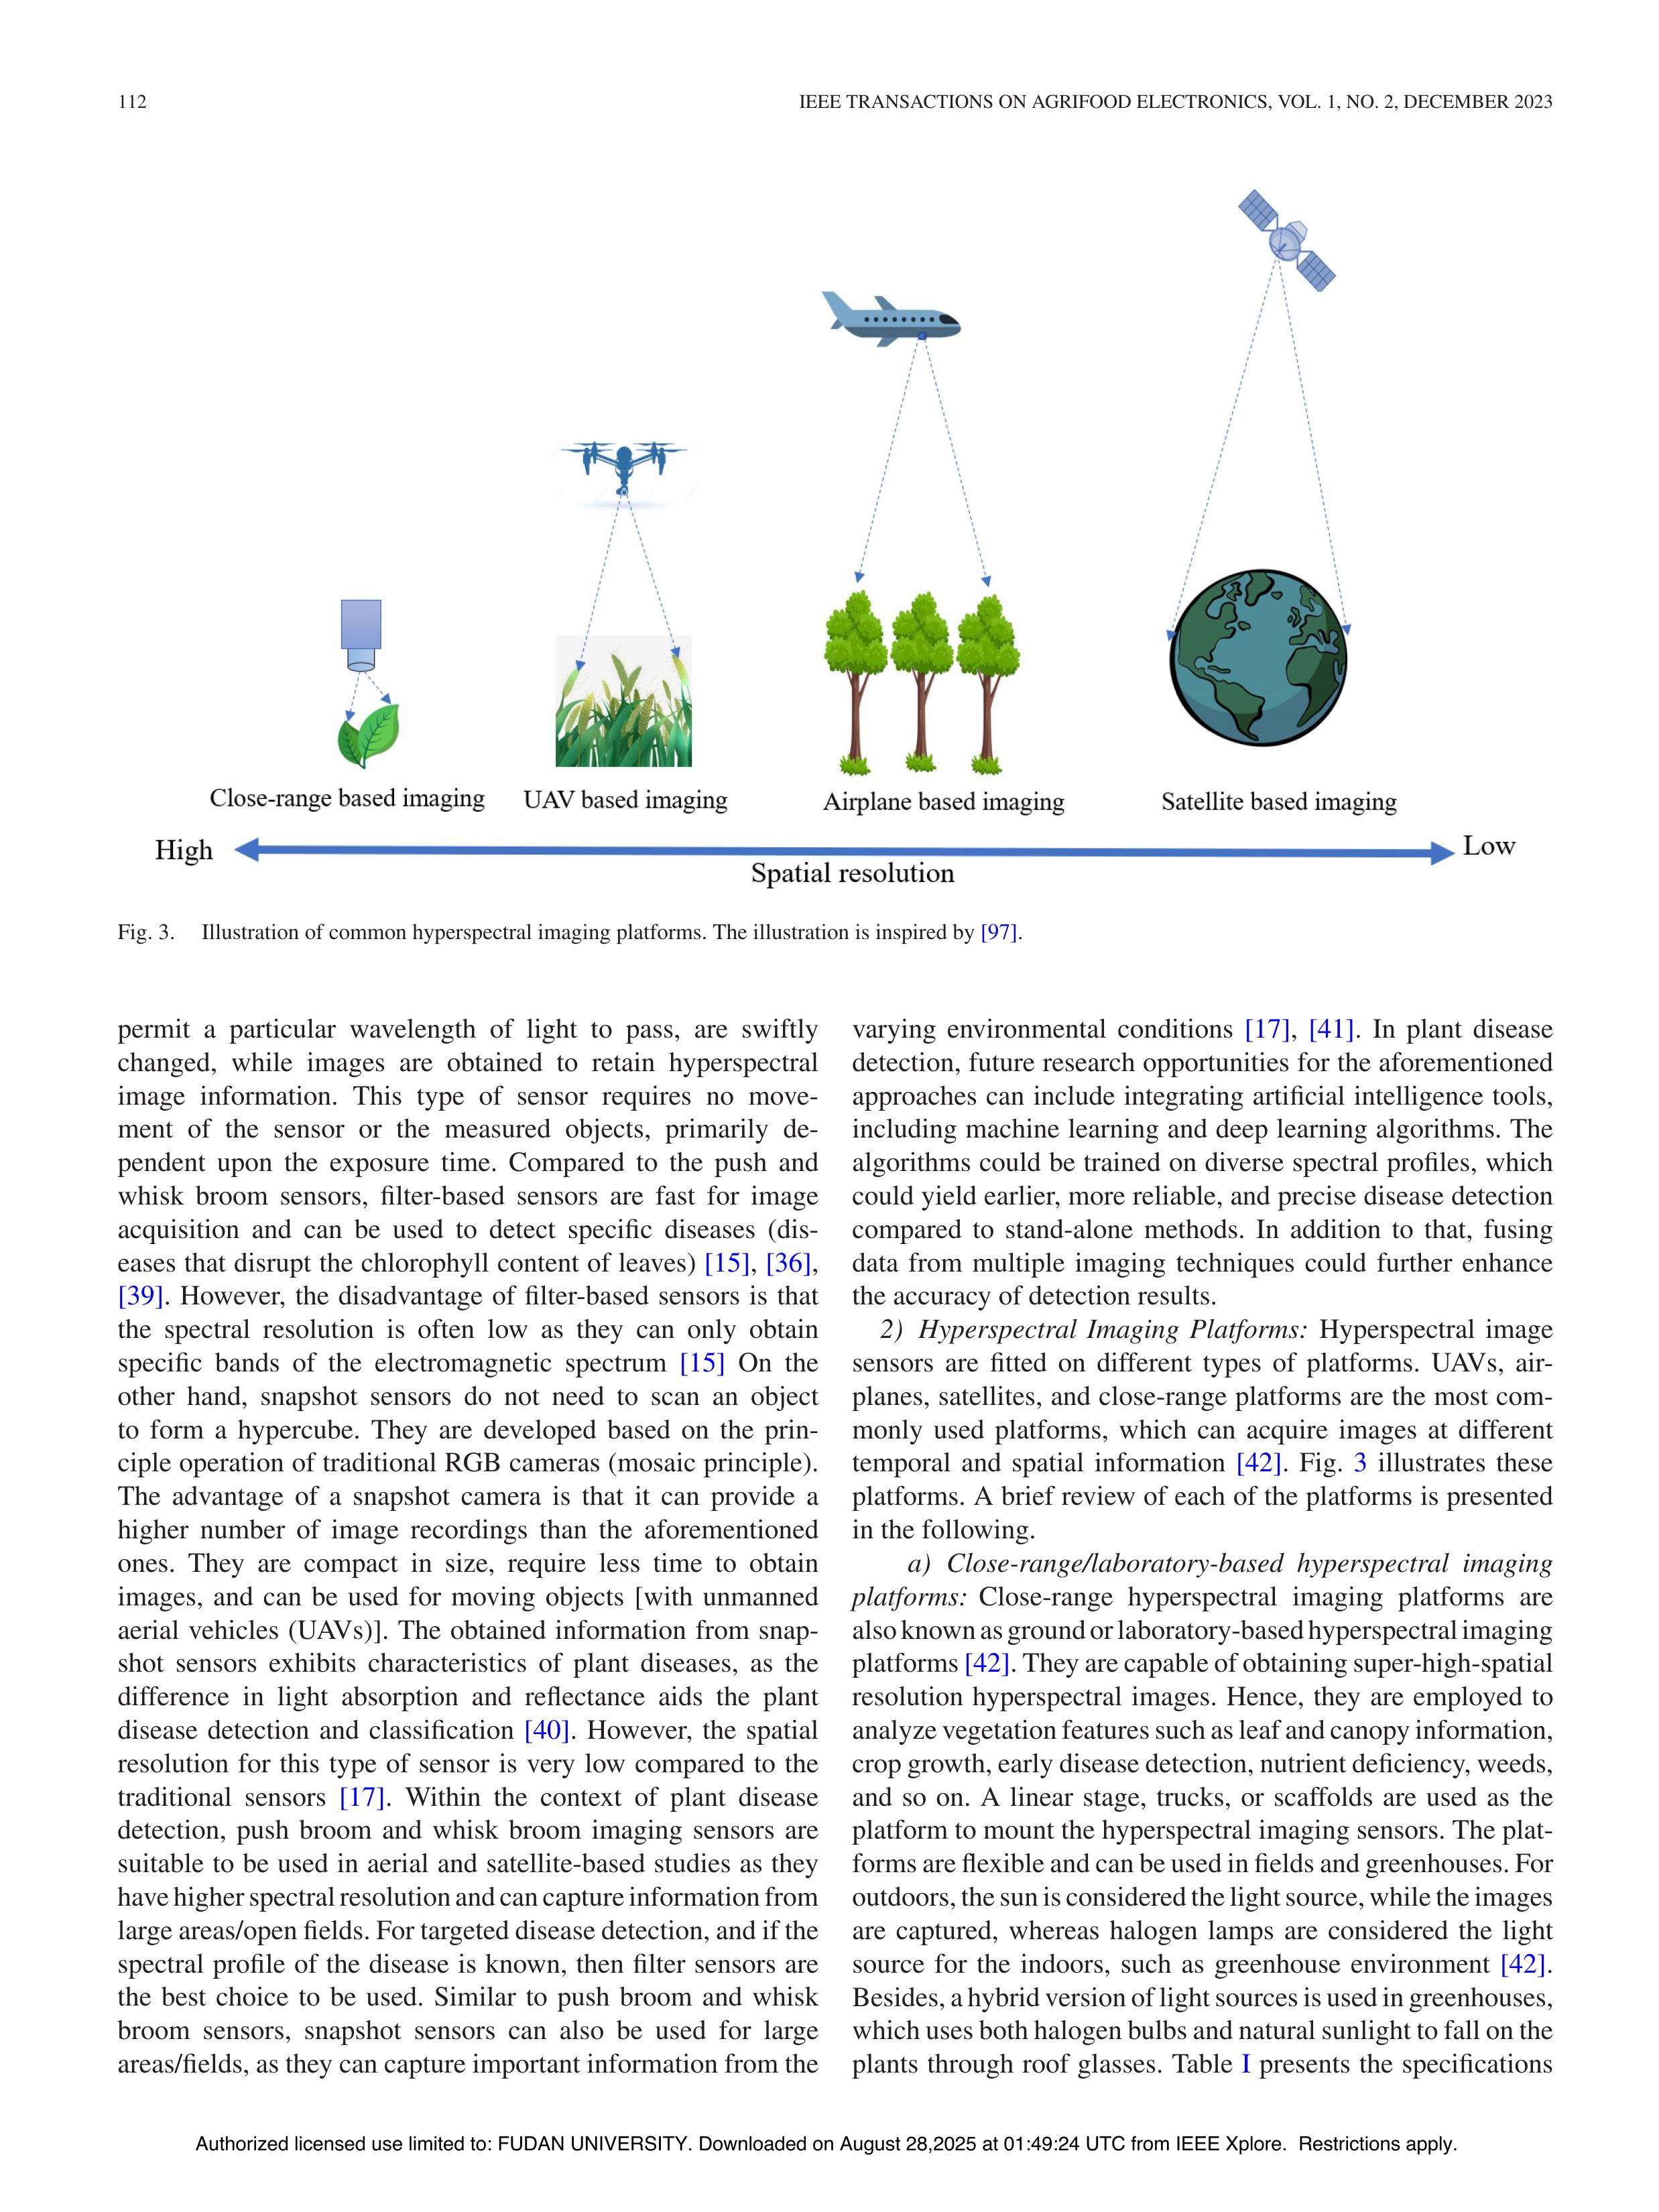 112
IEEE TRANSACTIONS ON AGRIFOOD ELECTRONICS, VOL. 1, NO. 2, DECEMBER 2023
Close-range based imaging
UAV based imaging
Airplane based imaging
Satellite based imaging
High
Low
Spatial resolution
Fig. 3. Illustration of common hyperspectral imaging platforms. The illustration is inspired by [97].
permit a particular wavelength of light to pass, are swiftly
changed, while images are obtained to retain hyperspectral
image information. This type of sensor requires no move-
ment of the sensor or the measured objects, primarily de-
pendent upon the exposure time. Compared to the push and
whisk broom sensors, filter-based sensors are fast for image
acquisition and can be used to detect specific diseases (dis-
eases that disrupt the chlorophyll content of leaves) [15], [36],
[39]. However, the disadvantage of filter-based sensors is that
the spectral resolution is often low as they can only obtain
specific bands of the electromagnetic spectrum [15] On the
other hand, snapshot sensors do not need to scan an object
to form a hypercube. They are developed based on the prin-
ciple operation of traditional RGB cameras (mosaic principle).
The advantage of a snapshot camera is that it can provide a
higher number of image recordings than the aforementioned
ones. They are compact in size, require less time to obtain
images, and can be used for moving objects [with unmanned
aerial vehicles (UAVs)]. The obtained information from snap-
shot sensors exhibits characteristics of plant diseases, as the
difference in light absorption and reflectance aids the plant
disease detection and classification [40]. However, the spatial
resolution for this type of sensor is very low compared to the
traditional sensors [17]. Within the context of plant disease
detection, push broom and whisk broom imaging sensors are
suitable to be used in aerial and satellite-based studies as they
have higher spectral resolution and can capture information from
large areas/open fields. For targeted disease detection, and if the
spectral profile of the disease is known, then filter sensors are
the best choice to be used. Similar to push broom and whisk
broom sensors, snapshot sensors can also be used for large
areas/fields, as they can capture important information from the
varying environmental conditions [17], [41]. In plant disease
detection, future research opportunities for the aforementioned
approaches can include integrating artificial intelligence tools,
including machine learning and deep learning algorithms. The
algorithms could be trained on diverse spectral profiles, which
could yield earlier, more reliable, and precise disease detection
compared to stand-alone methods. In addition to that, fusing
data from multiple imaging techniques could further enhance
the accuracy of detection results.
2) Hyperspectral Imaging Platforms: Hyperspectral image
sensors are fitted on different types of platforms. UAVs, air-
planes, satellites, and close-range platforms are the most com-
monly used platforms, which can acquire images at different
temporal and spatial information [42]. Fig. 3 illustrates these
platforms. A brief review of each of the platforms is presented
in the following.
a) Close-range/laboratory-based hyperspectral imaging
platforms: Close-range hyperspectral imaging platforms are
also known as ground or laboratory-based hyperspectral imaging
platforms [42]. They are capable of obtaining super-high-spatial
resolution hyperspectral images. Hence, they are employed to
analyze vegetation features such as leaf and canopy information,
crop growth, early disease detection, nutrient deficiency, weeds,
and so on. A linear stage, trucks, or scaffolds are used as the
platform to mount the hyperspectral imaging sensors. The plat-
forms are flexible and can be used in fields and greenhouses. For
outdoors, the sun is considered the light source, while the images
are captured, whereas halogen lamps are considered the light
source for the indoors, such as greenhouse environment [42].
Besides, a hybrid version of light sources is used in greenhouses,
which uses both halogen bulbs and natural sunlight to fall on the
plants through roof glasses. Table I presents the specifications
Authorized licensed use limited to: FUDAN UNIVERSITY. Downloaded on August 28,2025 at 01:49:24 UTC from IEEE Xplore. Restrictions apply.